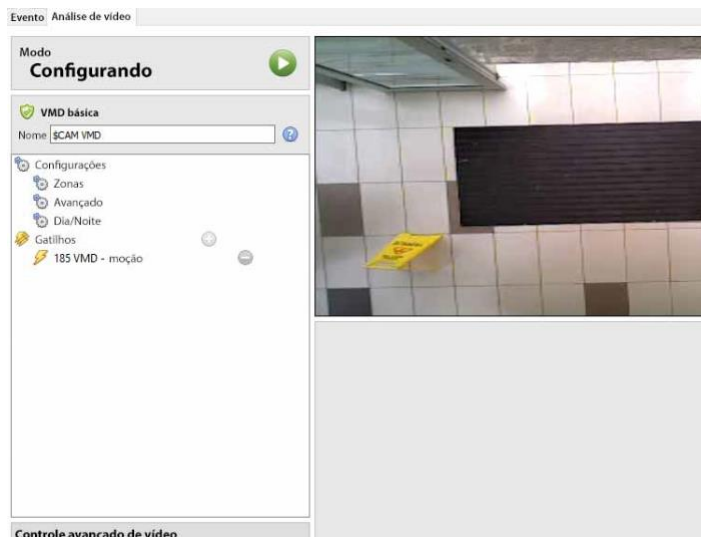 Evento Análise de vídeo
Modo
Configurando
VMD básica
Nome $CAM VMD
Configurações
Zonas
Avançado
Dia/Noite
Gatilhos
185 VMD - moção
Controle avançado de vídeo